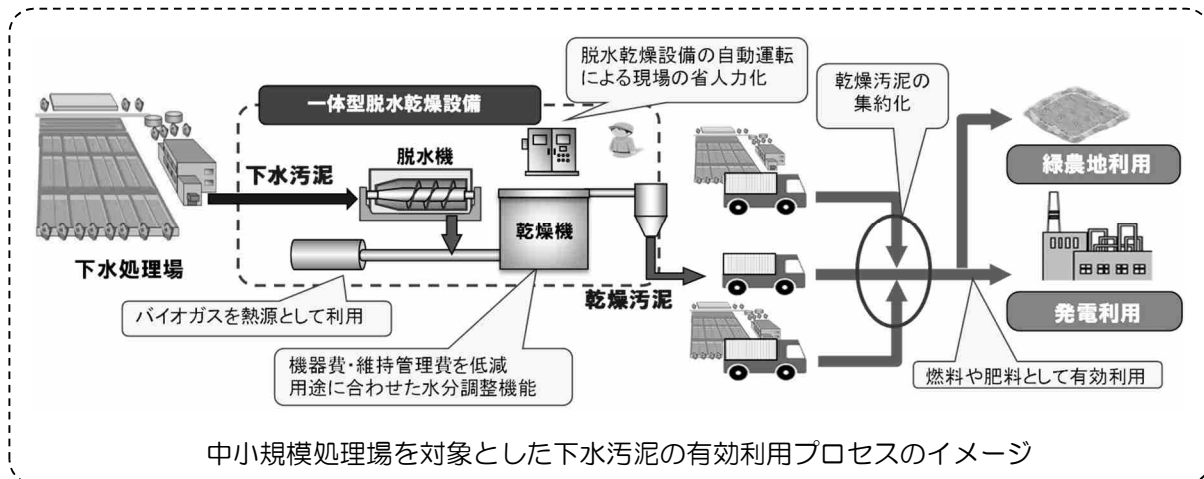 脱水乾燥設備の自動運転
による現場の省人力化
乾燥汚泥の
集約化
一体型脱水乾燥設備
脱水機
下水汚泥
緑農地利用
乾燥機
下水処理場
乾燥汚泥
バイオガスを熱源として利用
発電利用
機器費・維持管理費を低減
用途に合わせた水分調整機能
燃料や肥料として有効利用
中小規模処理場を対象とした下水汚泥の有効利用プロセスのイメージ